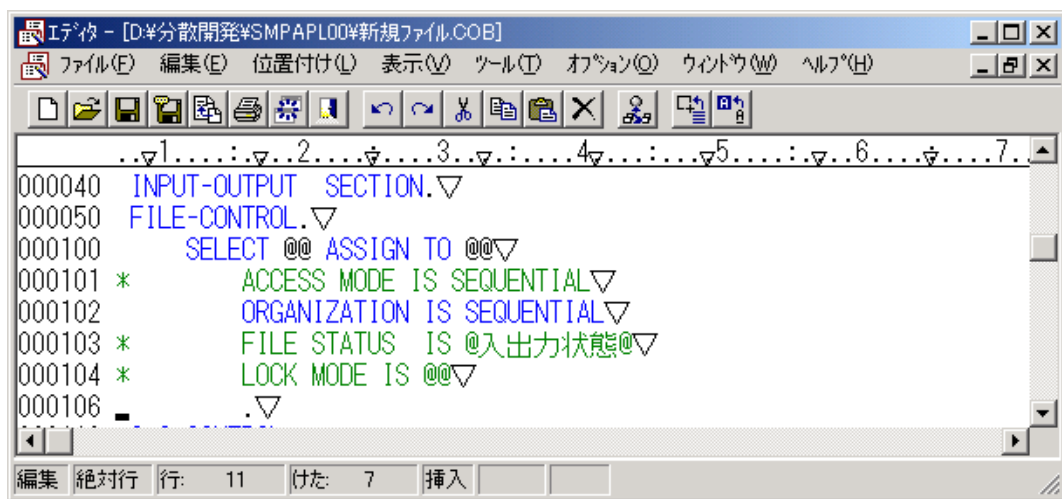 エディタ - [D:¥分散開発¥SMPAPL00¥新規ファイル.COB]
ファイル(F) 編集(E) 位置付け(L) 表示(V) ツール(T) オプション(O) ウィンドウ(W) ヘルプ(H)
..▽1....:.▽..2....▽....3..▽.:....4▽...:...▽5....:.▽..6....▽....7.
000040 INPUT-OUTPUT SECTION.▽
000050 FILE-CONTROL.▽
000100 SELECT @@ ASSIGN TO @@▽
000101 * ACCESS MODE IS SEQUENTIAL▽
000102 ORGANIZATION IS SEQUENTIAL▽
000103 * FILE STATUS IS @入出力状態@▽
000104 * LOCK MODE IS @@▽
000106 .▽
編集 絶対行 行: 11 けた: 7 挿入